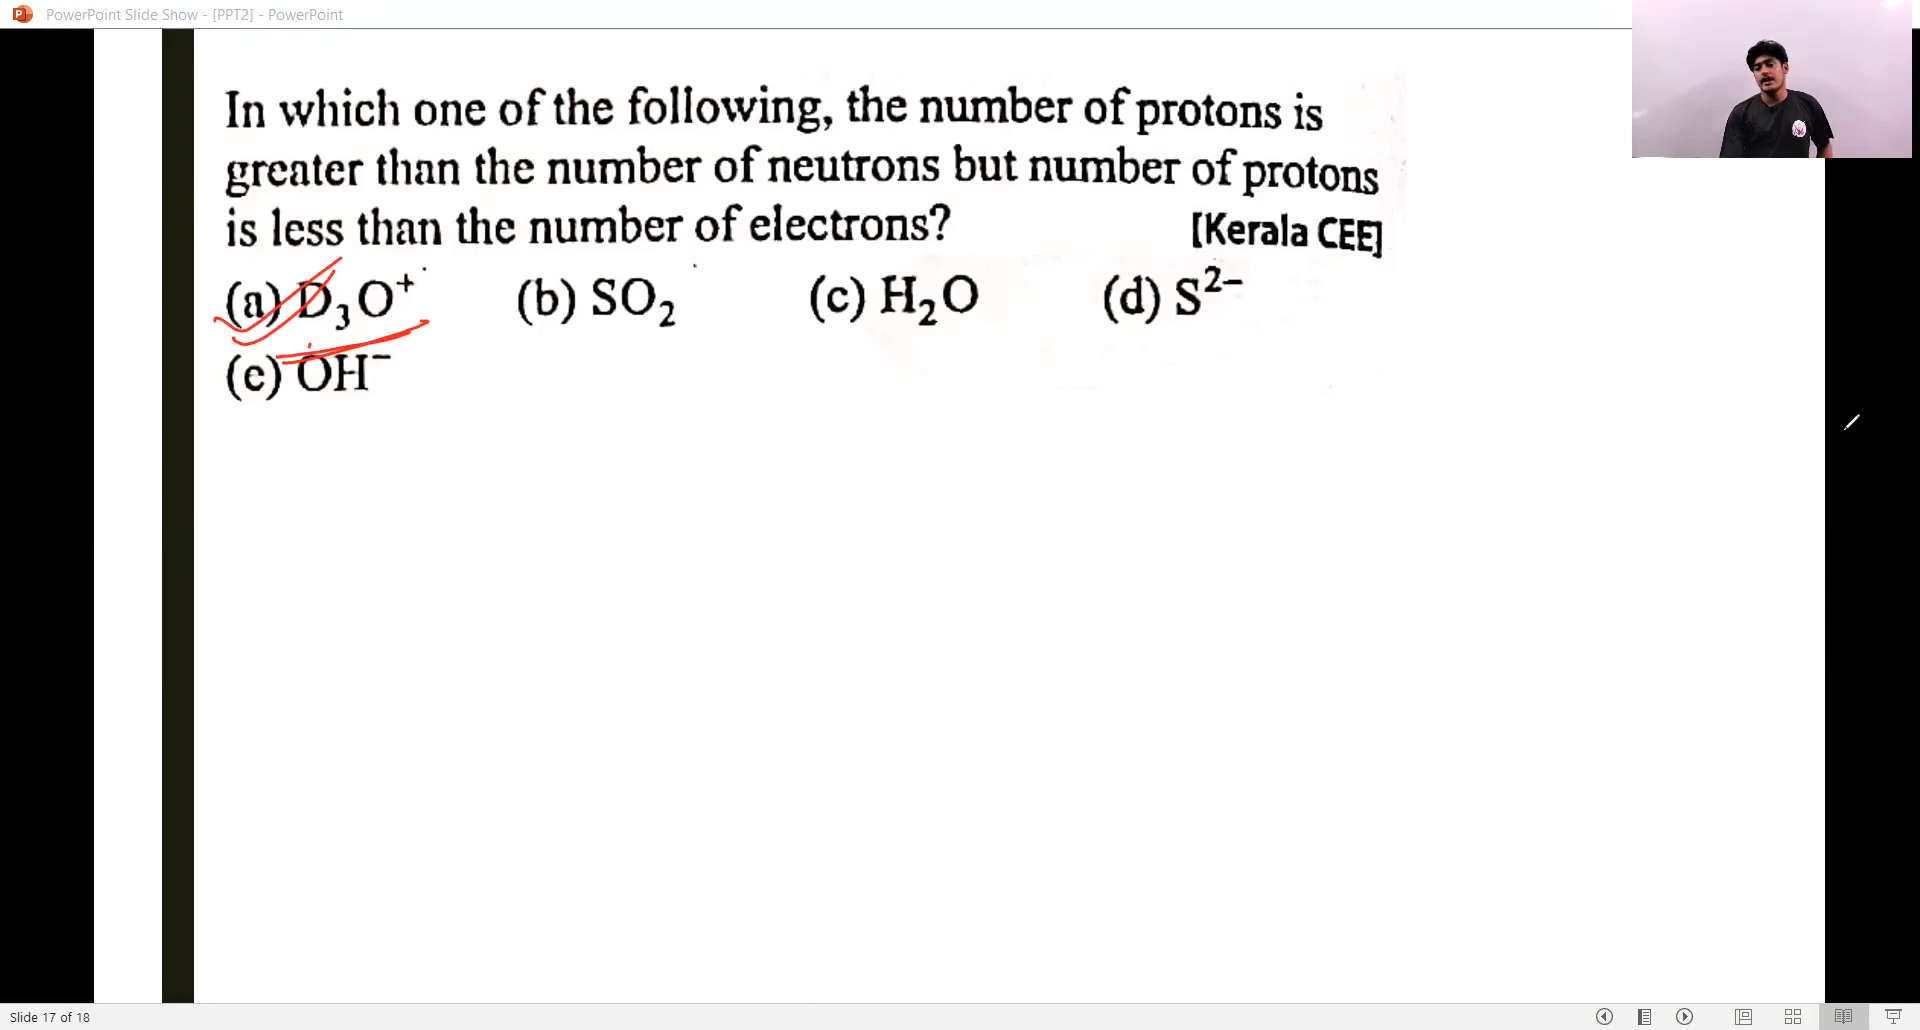 PowerPoint Slide Show - [PPT2] - PowerPoint
In which one of the following, the number of protons is
greater than the number of neutrons but number of protons
is less than the number of electrons? [Kerala CEE]
(a) D₃O⁺ (b) SO₂ (c) H₂O (d) S²⁻
(e) OH⁻
Slide 17 of 18